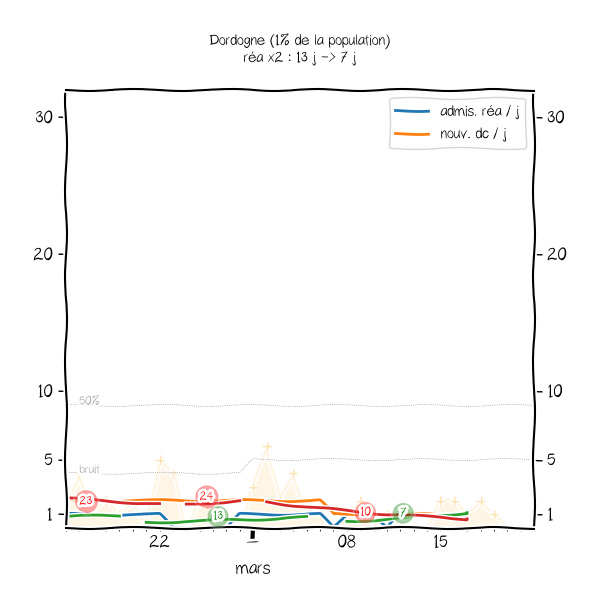 Dordogne (1% de la population)
réa x2 : 13 j -> 7 j
admis. réa / j
nouv. dc / j
30 30
20 20
10 10
50%
5 5
bruit
23 24 13 10 7
1 1
22 1 08 15
mars